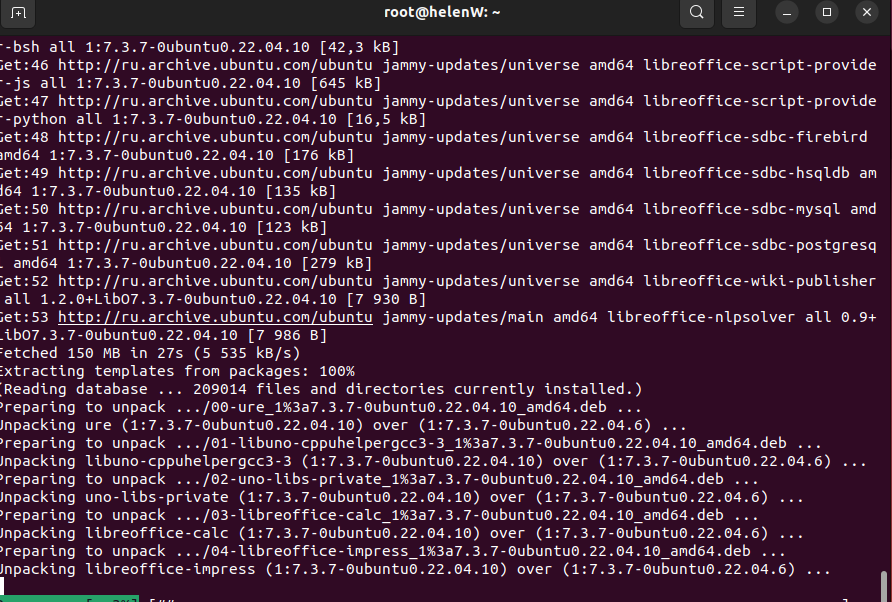 root@helenW: ~
r-bsh all 1:7.3.7-0ubuntu0.22.04.10 [42,3 kB]
Get:46 http://ru.archive.ubuntu.com/ubuntu jammy-updates/universe amd64 libreoffice-script-provide
r-js all 1:7.3.7-0ubuntu0.22.04.10 [645 kB]
Get:47 http://ru.archive.ubuntu.com/ubuntu jammy-updates/universe amd64 libreoffice-script-provide
r-python all 1:7.3.7-0ubuntu0.22.04.10 [16,5 kB]
Get:48 http://ru.archive.ubuntu.com/ubuntu jammy-updates/universe amd64 libreoffice-sdbc-firebird
amd64 1:7.3.7-0ubuntu0.22.04.10 [176 kB]
Get:49 http://ru.archive.ubuntu.com/ubuntu jammy-updates/universe amd64 libreoffice-sdbc-hsqldb am
d64 1:7.3.7-0ubuntu0.22.04.10 [135 kB]
Get:50 http://ru.archive.ubuntu.com/ubuntu jammy-updates/universe amd64 libreoffice-sdbc-mysql amd
64 1:7.3.7-0ubuntu0.22.04.10 [123 kB]
Get:51 http://ru.archive.ubuntu.com/ubuntu jammy-updates/universe amd64 libreoffice-sdbc-postgresq
l amd64 1:7.3.7-0ubuntu0.22.04.10 [279 kB]
Get:52 http://ru.archive.ubuntu.com/ubuntu jammy-updates/universe amd64 libreoffice-wiki-publisher
all 1.2.0+LibO7.3.7-0ubuntu0.22.04.10 [7 930 B]
Get:53 http://ru.archive.ubuntu.com/ubuntu jammy-updates/main amd64 libreoffice-nlpsolver all 0.9+
LibO7.3.7-0ubuntu0.22.04.10 [7 986 B]
Fetched 150 MB in 27s (5 535 kB/s)
Extracting templates from packages: 100%
(Reading database ... 209014 files and directories currently installed.)
Preparing to unpack .../00-ure_1%3a7.3.7-0ubuntu0.22.04.10_amd64.deb ...
Unpacking ure (1:7.3.7-0ubuntu0.22.04.10) over (1:7.3.7-0ubuntu0.22.04.6) ...
Preparing to unpack .../01-libuno-cppuhelpergcc3-3_1%3a7.3.7-0ubuntu0.22.04.10_amd64.deb ...
Unpacking libuno-cppuhelpergcc3-3 (1:7.3.7-0ubuntu0.22.04.10) over (1:7.3.7-0ubuntu0.22.04.6) ...
Preparing to unpack .../02-uno-libs-private_1%3a7.3.7-0ubuntu0.22.04.10_amd64.deb ...
Unpacking uno-libs-private (1:7.3.7-0ubuntu0.22.04.10) over (1:7.3.7-0ubuntu0.22.04.6) ...
Preparing to unpack .../03-libreoffice-calc_1%3a7.3.7-0ubuntu0.22.04.10_amd64.deb ...
Unpacking libreoffice-calc (1:7.3.7-0ubuntu0.22.04.10) over (1:7.3.7-0ubuntu0.22.04.6) ...
Preparing to unpack .../04-libreoffice-impress_1%3a7.3.7-0ubuntu0.22.04.10_amd64.deb ...
Unpacking libreoffice-impress (1:7.3.7-0ubuntu0.22.04.10) over (1:7.3.7-0ubuntu0.22.04.6) ...